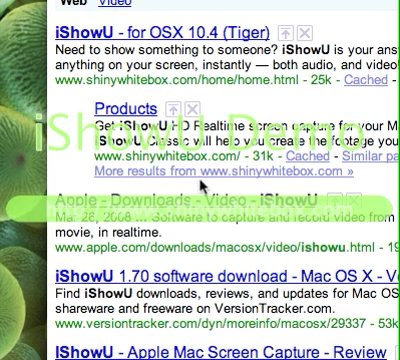 Web Video
iShowU - for OSX 10.4 (Tiger)
Need to show something to someone? iShowU is your ans
anything on your screen, instantly — both audio, and video
www.shinywhitebox.com/home/home.html - 25k - Cached -
Products
Get iShowU HD Realtime screen capture for your M
iShowU Classic will help you create the footage you
iShowU Demo
www.shinywhitebox.com/ - 31k - Cached - Similar pa
More results from www.shinywhitebox.com »
Apple - Downloads - Video - iShowU
Mar 28, 2008 ... Software to capture and record video from
movie, in realtime.
www.apple.com/downloads/macosx/video/ishowu.html - 19
iShowU 1.70 software download - Mac OS X - V
Find iShowU downloads, reviews, and updates for Mac OS
shareware and freeware on VersionTracker.com.
www.versiontracker.com/dyn/moreinfo/macosx/29337 - 53k
iShowU - Apple Mac Screen Capture - Review